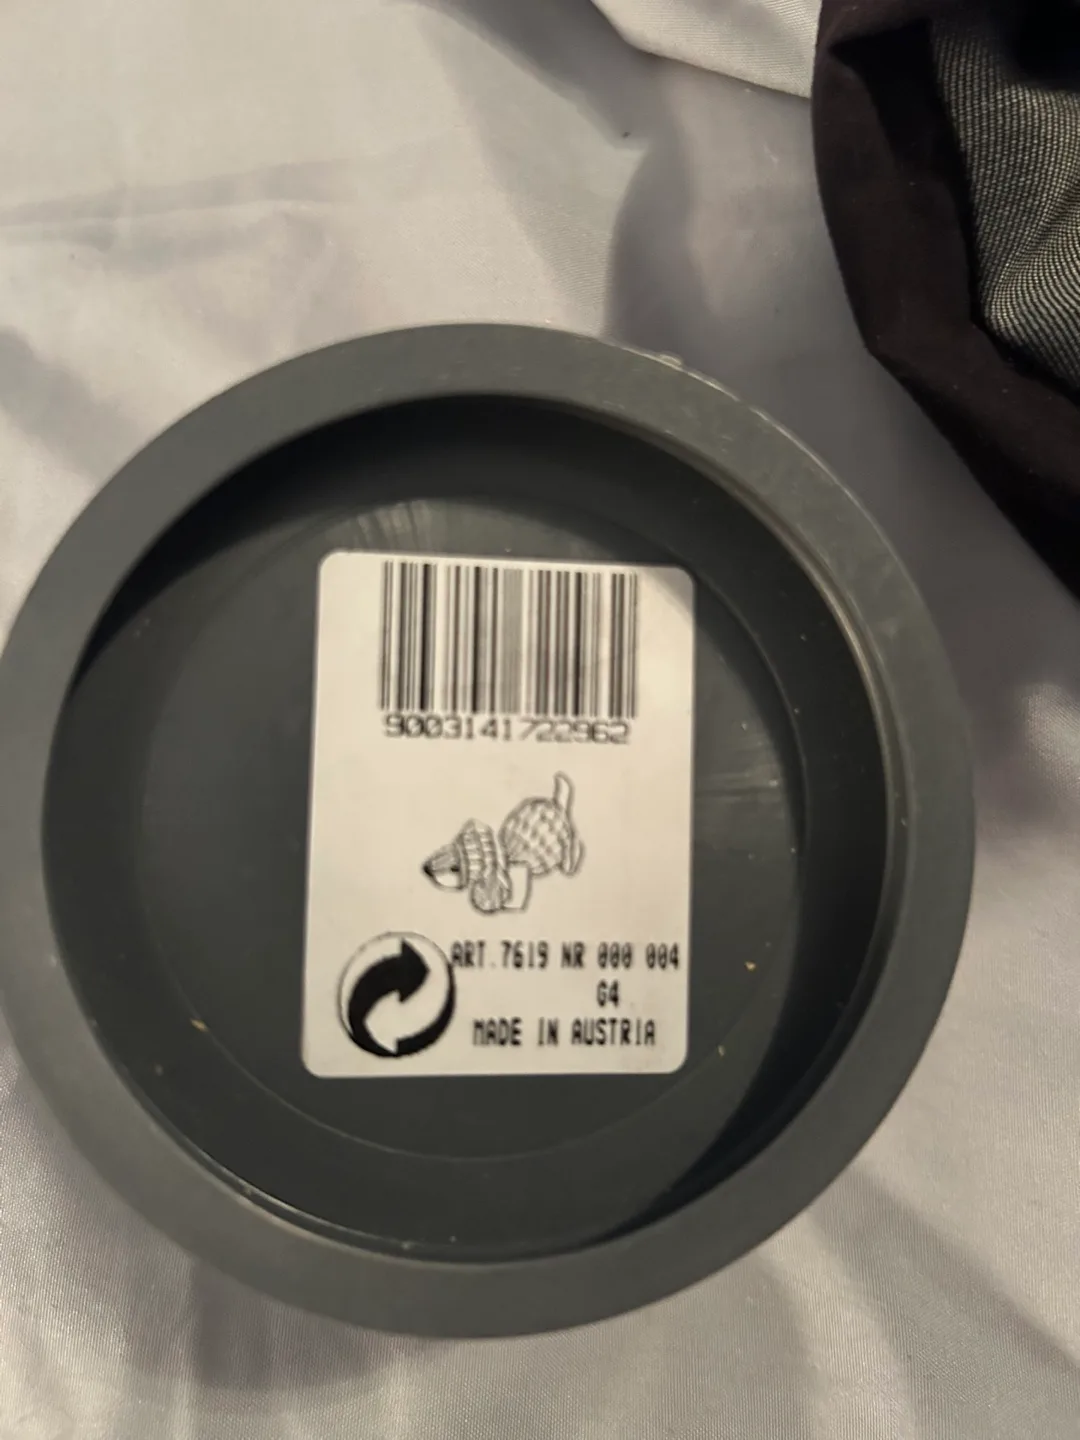 9003141722962
ART.7619 NR 000 004
G4
MADE IN AUSTRIA